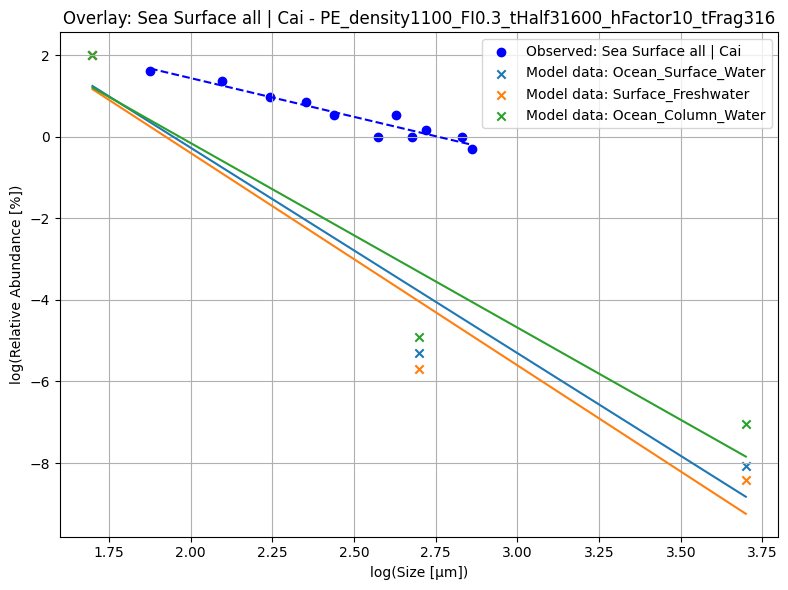 Overlay: Sea Surface all | Cai - PE_density1100_FI0.3_tHalf31600_hFactor10_tFrag316
Observed: Sea Surface all | Cai
Model data: Ocean_Surface_Water
Model data: Surface_Freshwater
Model data: Ocean_Column_Water
log(Relative Abundance [%])
2
0
−2
−4
−6
−8
1.75 2.00 2.25 2.50 2.75 3.00 3.25 3.50 3.75
log(Size [µm])